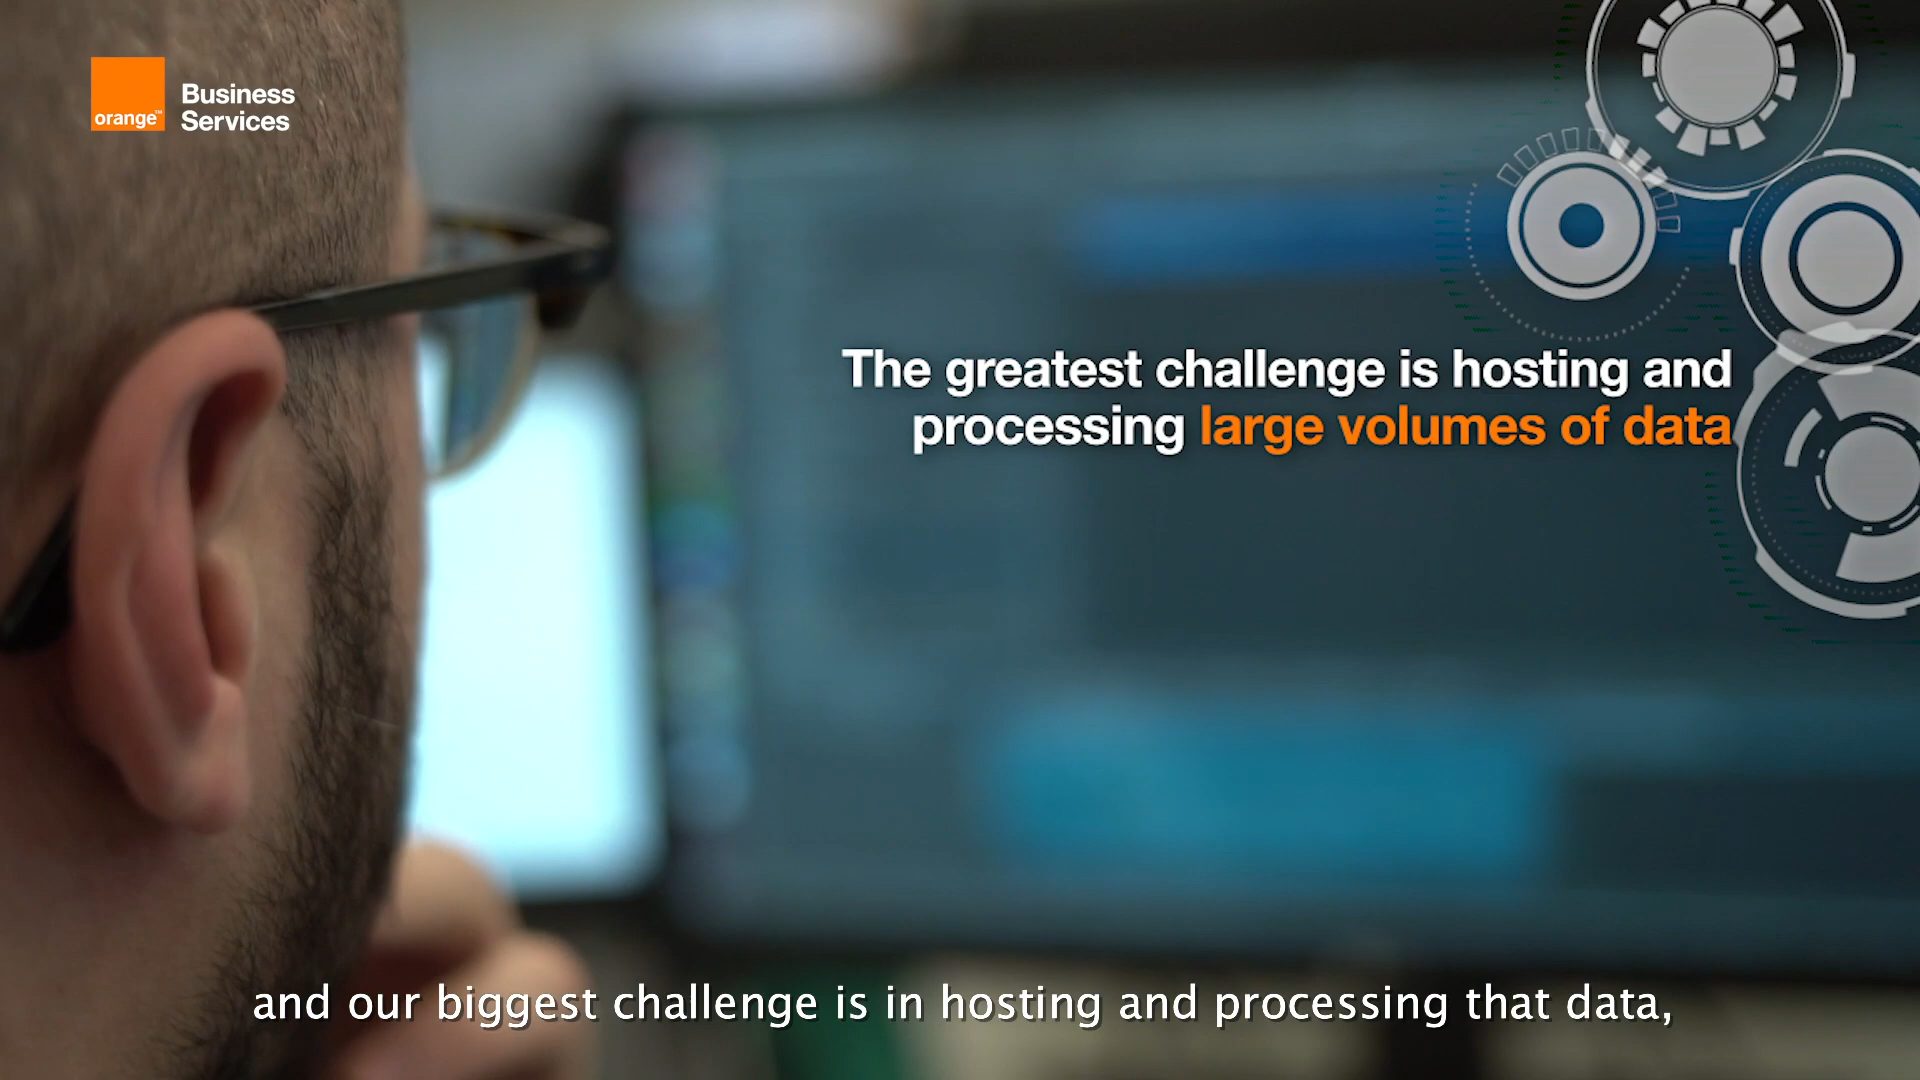 orange™
Business
Services
The greatest challenge is hosting and
processing large volumes of data
and our biggest challenge is in hosting and processing that data,